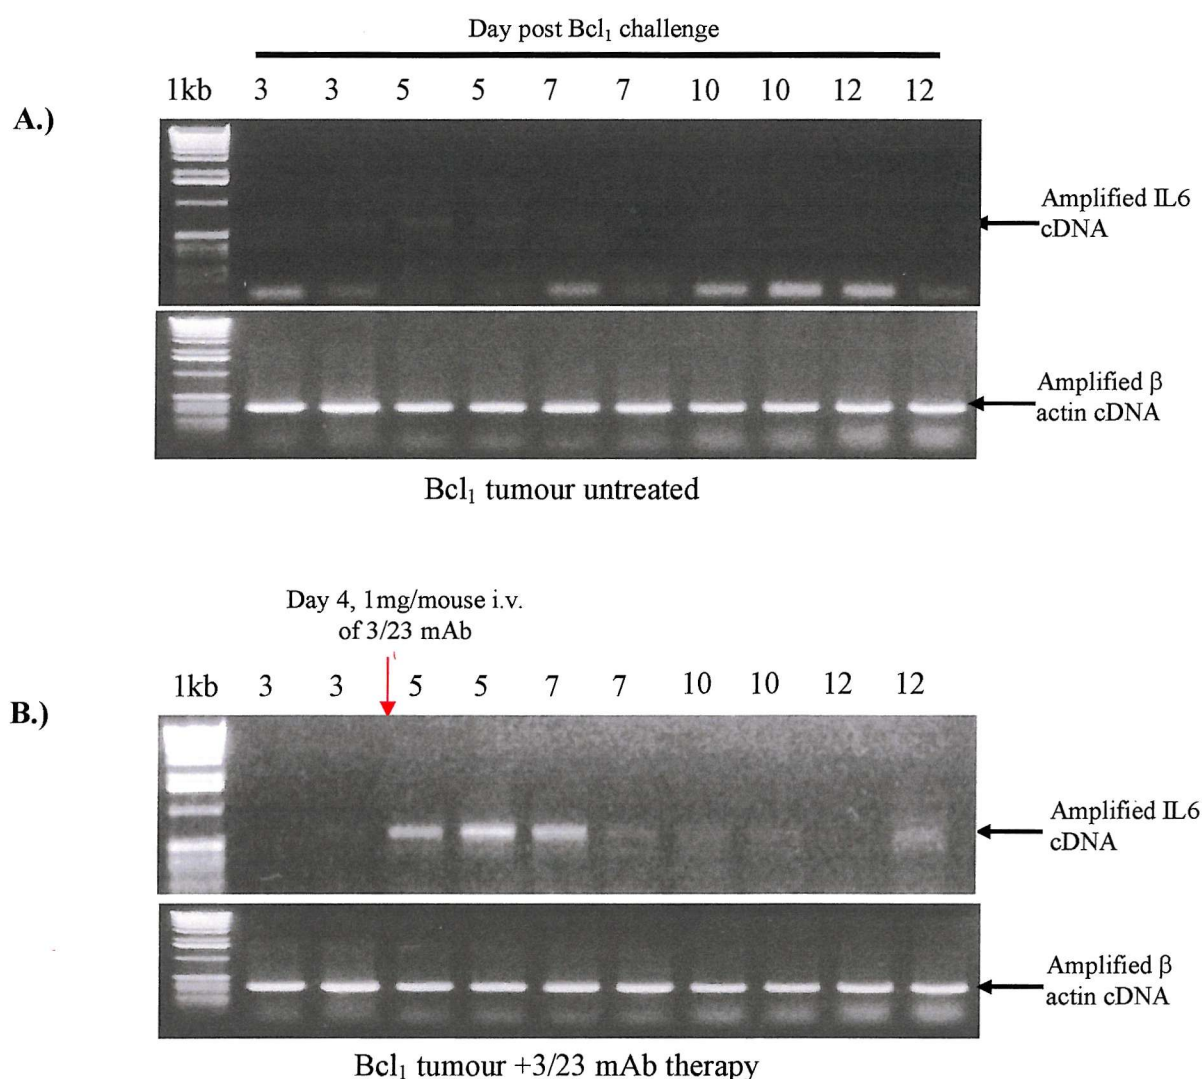 Day post Bcl₁ challenge
1kb 3 3 5 5 7 7 10 10 12 12
A.)
Amplified IL6
cDNA
Amplified β
actin cDNA
Bcl₁ tumour untreated
Day 4, 1mg/mouse i.v.
of 3/23 mAb
1kb 3 3 5 5 7 7 10 10 12 12
B.)
Amplified IL6
cDNA
Amplified β
actin cDNA
Bcl₁ tumour +3/23 mAb therapy